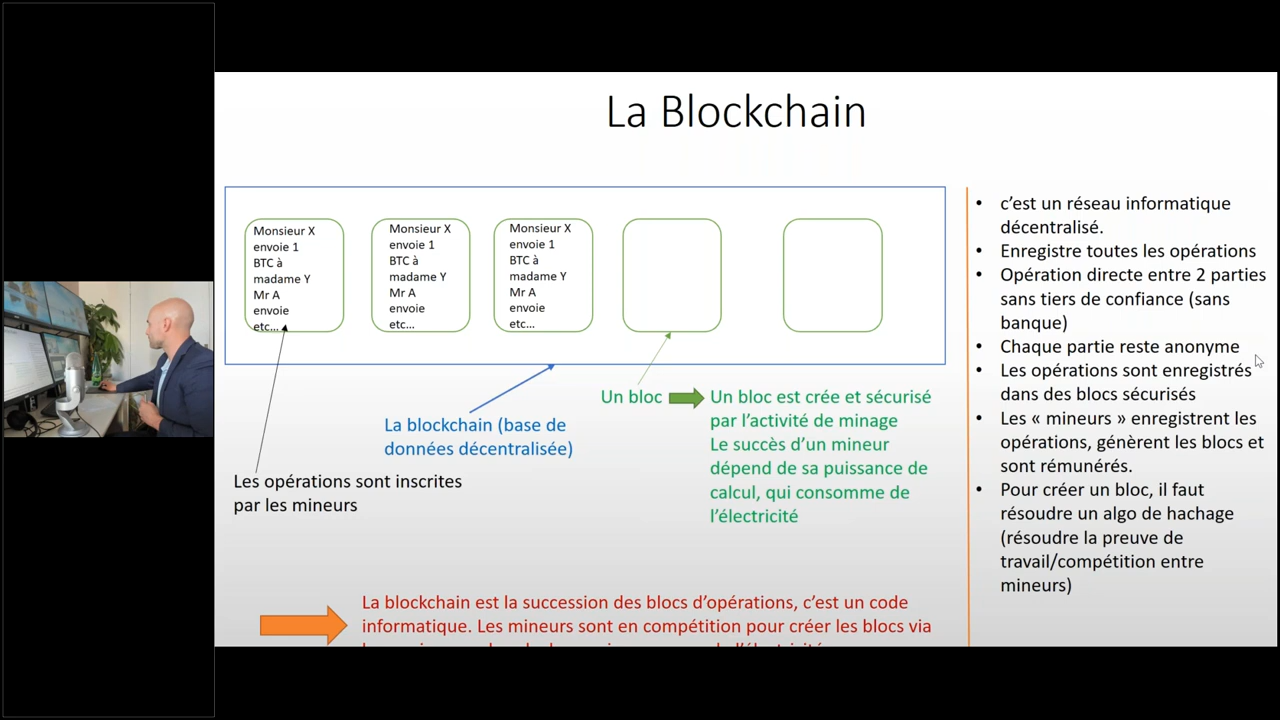 La Blockchain
Monsieur X
envoie 1
BTC à
madame Y
Mr A
envoie
etc...
Monsieur X
envoie 1
BTC à
madame Y
Mr A
envoie
etc...
Monsieur X
envoie 1
BTC à
madame Y
Mr A
envoie
etc...
La blockchain (base de
données décentralisée)
Les opérations sont inscrites
par les mineurs
Un bloc
Un bloc est crée et sécurisé
par l'activité de minage
Le succès d'un mineur
dépend de sa puissance de
calcul, qui consomme de
l'électricité
La blockchain est la succession des blocs d'opérations, c'est un code
informatique. Les mineurs sont en compétition pour créer les blocs via
• c'est un réseau informatique
décentralisé.
• Enregistre toutes les opérations
• Opération directe entre 2 parties
sans tiers de confiance (sans
banque)
• Chaque partie reste anonyme
• Les opérations sont enregistrés
dans des blocs sécurisés
• Les « mineurs » enregistrent les
opérations, génèrent les blocs et
sont rémunérés.
• Pour créer un bloc, il faut
résoudre un algo de hachage
(résoudre la preuve de
travail/compétition entre
mineurs)